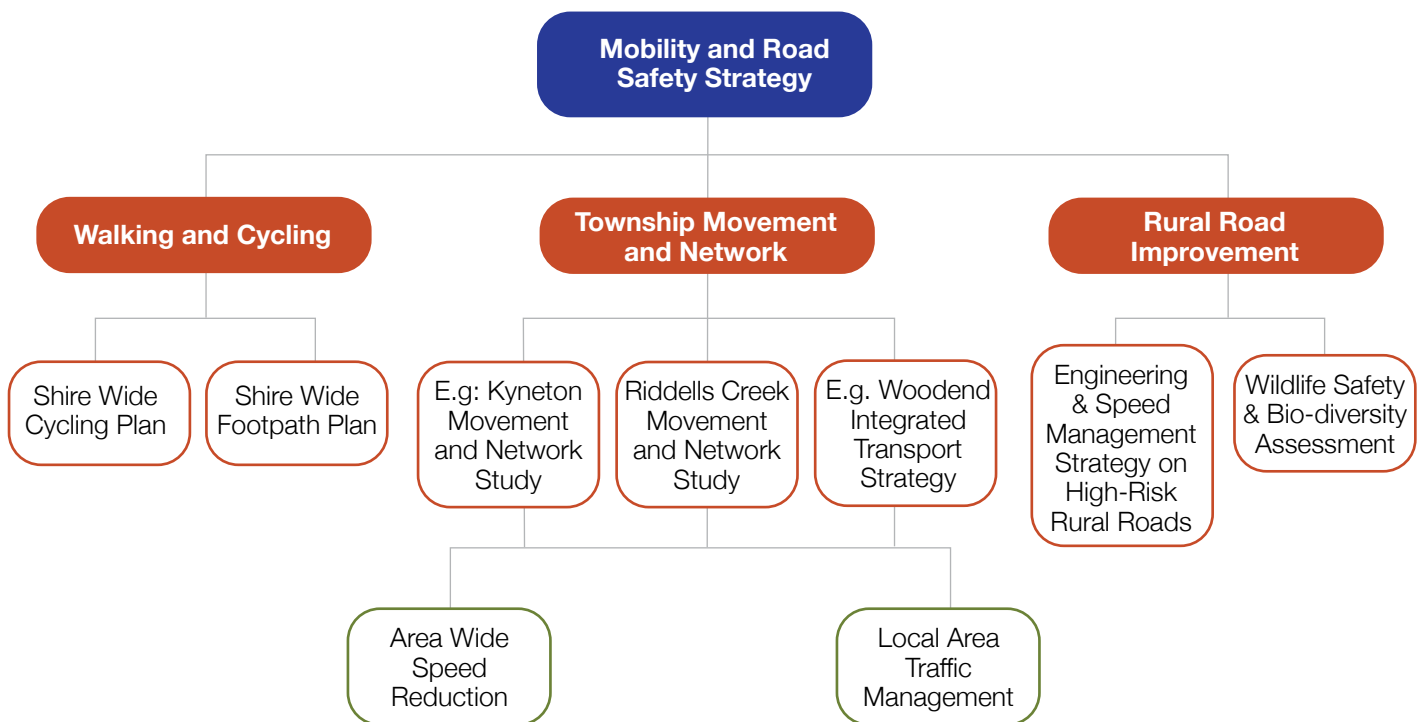 Mobility and Road
Safety Strategy
Walking and Cycling
Township Movement
and Network
Rural Road
Improvement
Shire Wide
Cycling Plan
Shire Wide
Footpath Plan
E.g: Kyneton
Movement
and Network
Study
Riddells Creek
Movement
and Network
Study
E.g. Woodend
Integrated
Transport
Strategy
Engineering
& Speed
Management
Strategy on
High-Risk
Rural Roads
Wildlife Safety
& Bio-diversity
Assessment
Area Wide
Speed
Reduction
Local Area
Traffic
Management